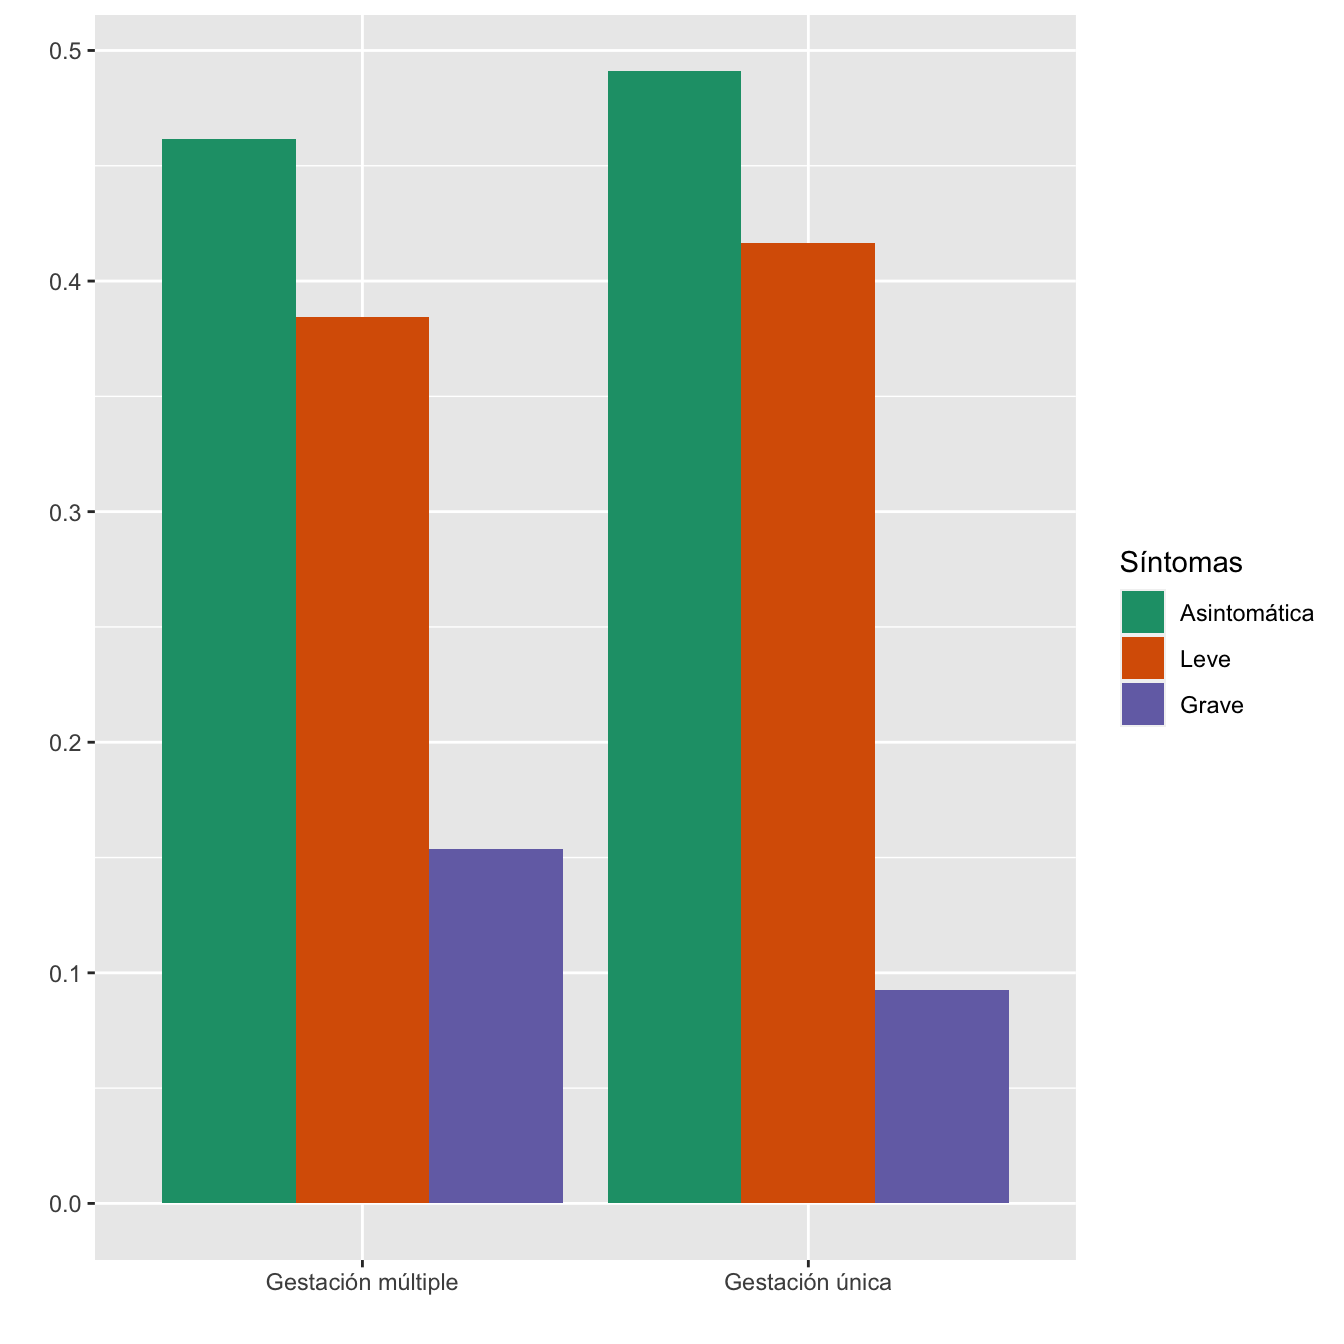 0.5
0.4
0.3
0.2
0.1
0.0
Gestación múltiple
Gestación única
Síntomas
Asintomática
Leve
Grave